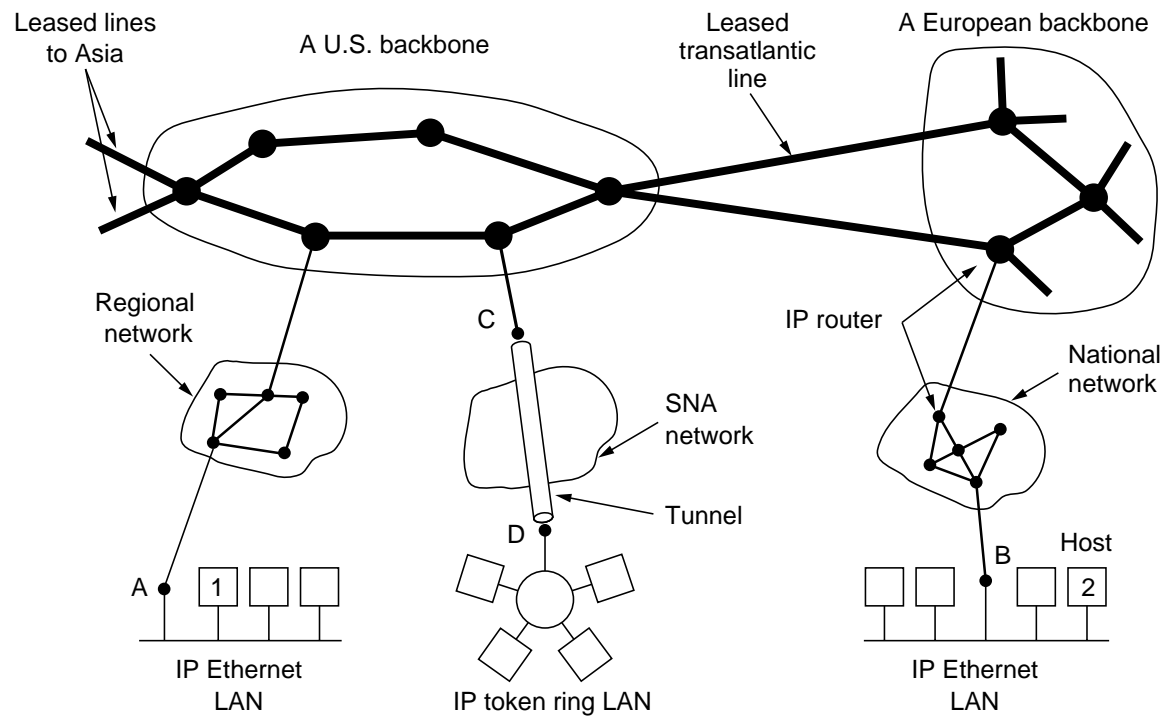 Leased lines
to Asia
A U.S. backbone
Leased
transatlantic
line
A European backbone
Regional
network
C
IP router
National
network
SNA
network
Tunnel
D
A
1
B
Host
2
IP Ethernet
LAN
IP token ring LAN
IP Ethernet
LAN